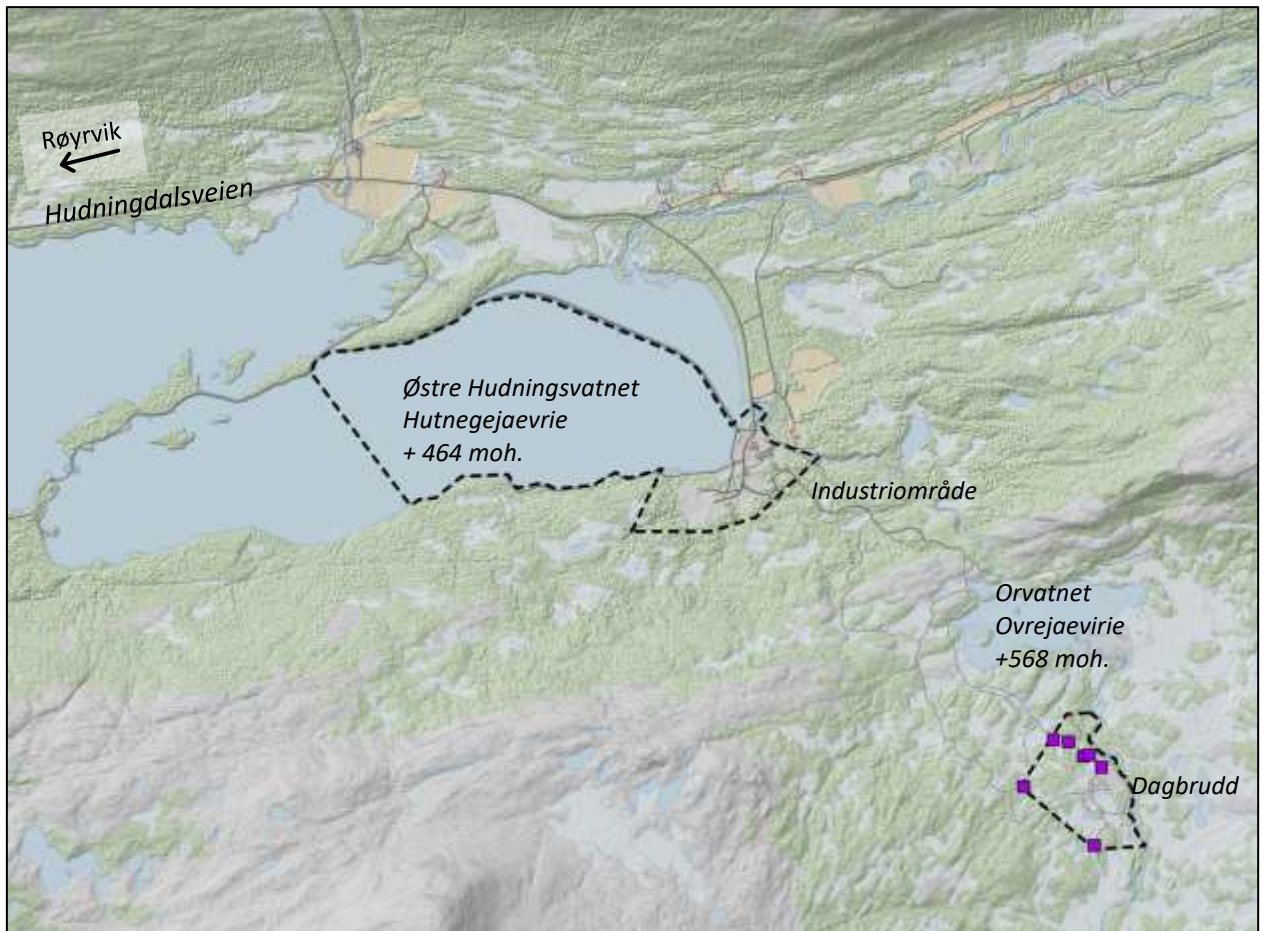 Røyrvik
Hudningdalsveien
Østre Hudningsvatnet
Hutnegejaevrie
+ 464 moh.
Industriområde
Orvatnet
Ovrejaevirie
+568 moh.
Dagbrudd